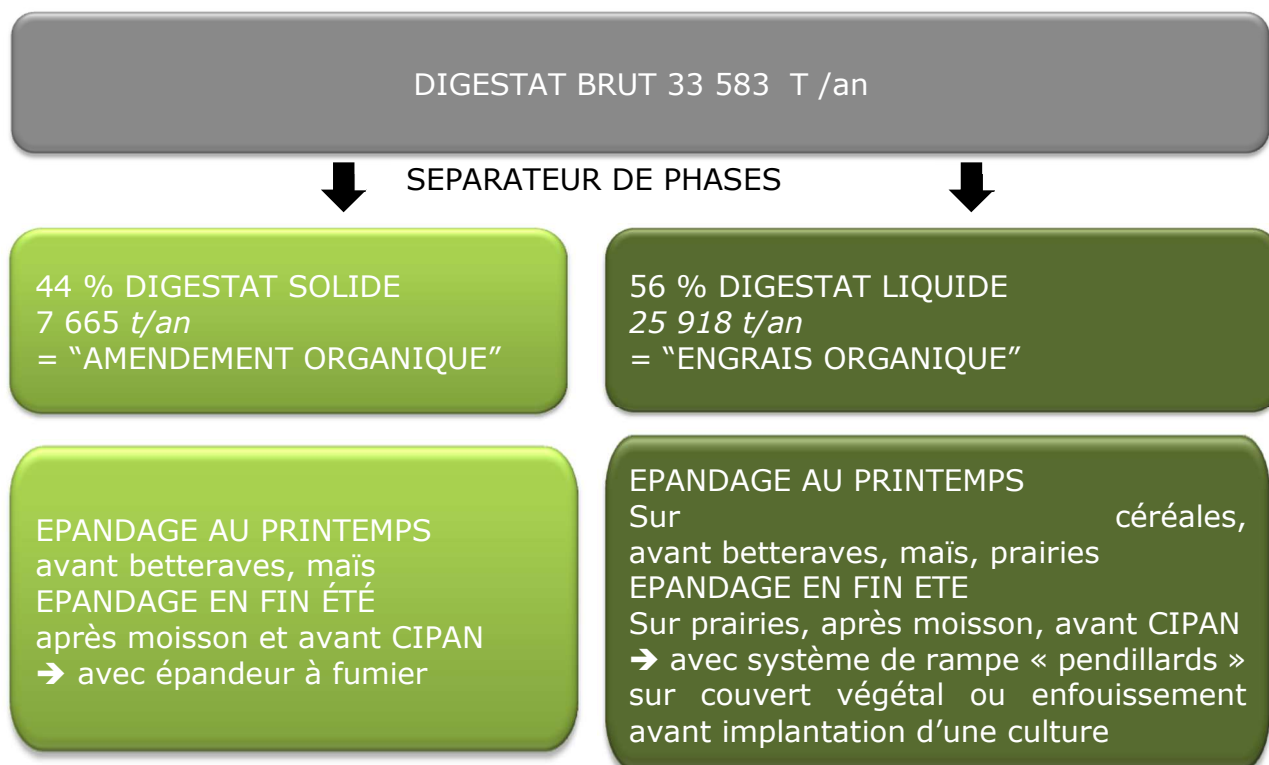 DIGESTAT BRUT 33 583 T /an
SEPARATEUR DE PHASES
44 % DIGESTAT SOLIDE
7 665 t/an
= “AMENDEMENT ORGANIQUE”
56 % DIGESTAT LIQUIDE
25 918 t/an
= “ENGRAIS ORGANIQUE”
EPANDAGE AU PRINTEMPS
avant betteraves, maïs
EPANDAGE EN FIN ÉTÉ
après moisson et avant CIPAN
➔ avec épandeur à fumier
EPANDAGE AU PRINTEMPS
Sur céréales,
avant betteraves, maïs, prairies
EPANDAGE EN FIN ETE
Sur prairies, après moisson, avant CIPAN
➔ avec système de rampe « pendillards »
sur couvert végétal ou enfouissement
avant implantation d’une culture